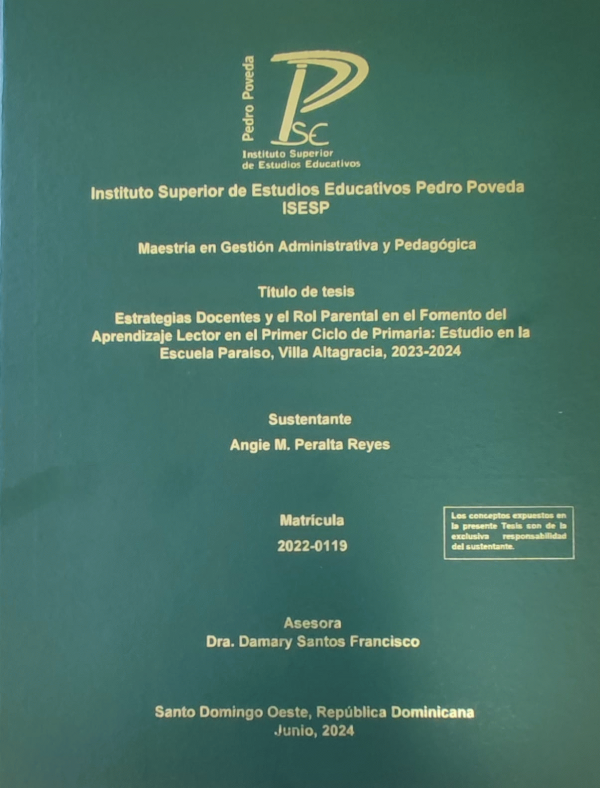 Pedro Poveda
P
SE
Instituto Superior
de Estudios Educativos
Instituto Superior de Estudios Educativos Pedro Poveda
ISESP
Maestría en Gestión Administrativa y Pedagógica
Título de tesis
Estrategias Docentes y el Rol Parental en el Fomento del
Aprendizaje Lector en el Primer Ciclo de Primaria: Estudio en la
Escuela Paraíso, Villa Altagracia, 2023-2024
Sustentante
Angie M. Peralta Reyes
Matrícula
2022-0119
Los conceptos expuestos en
la presente Tesis son de la
exclusiva responsabilidad
del sustentante.
Asesora
Dra. Damary Santos Francisco
Santo Domingo Oeste, República Dominicana
Junio, 2024